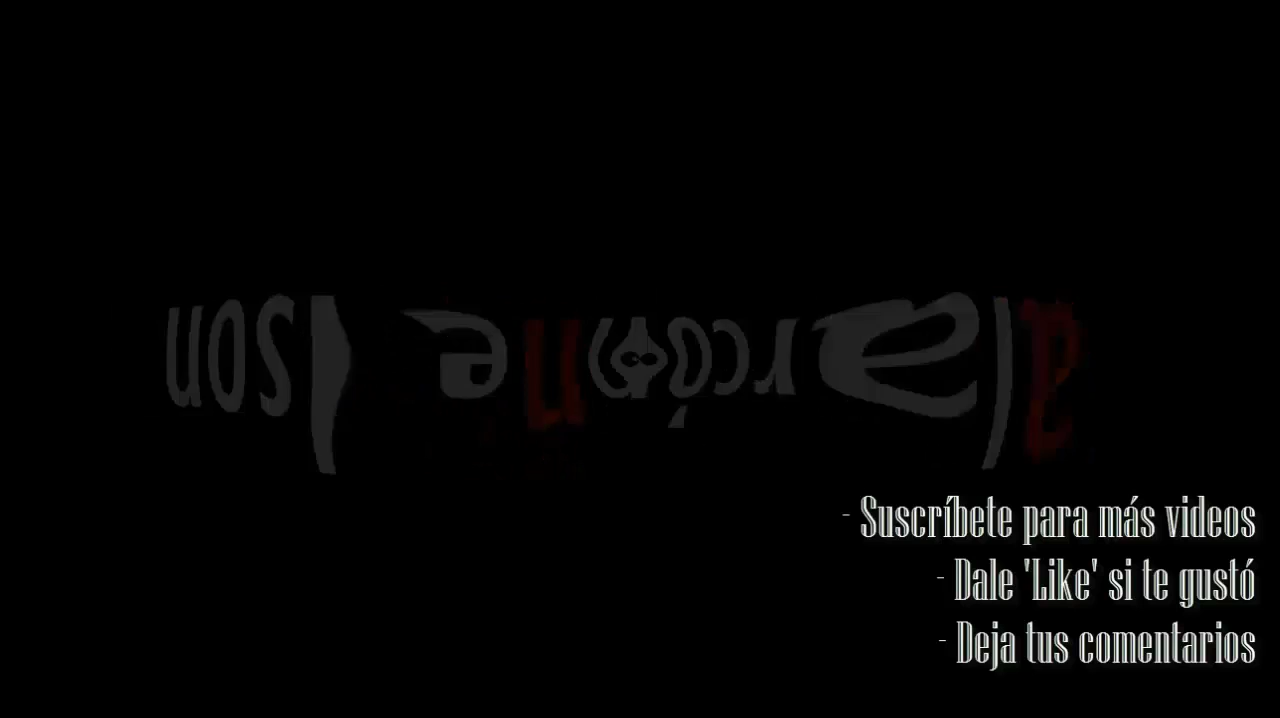 - Suscríbete para más videos
- Dale 'Like' si te gustó
- Deja tus comentarios